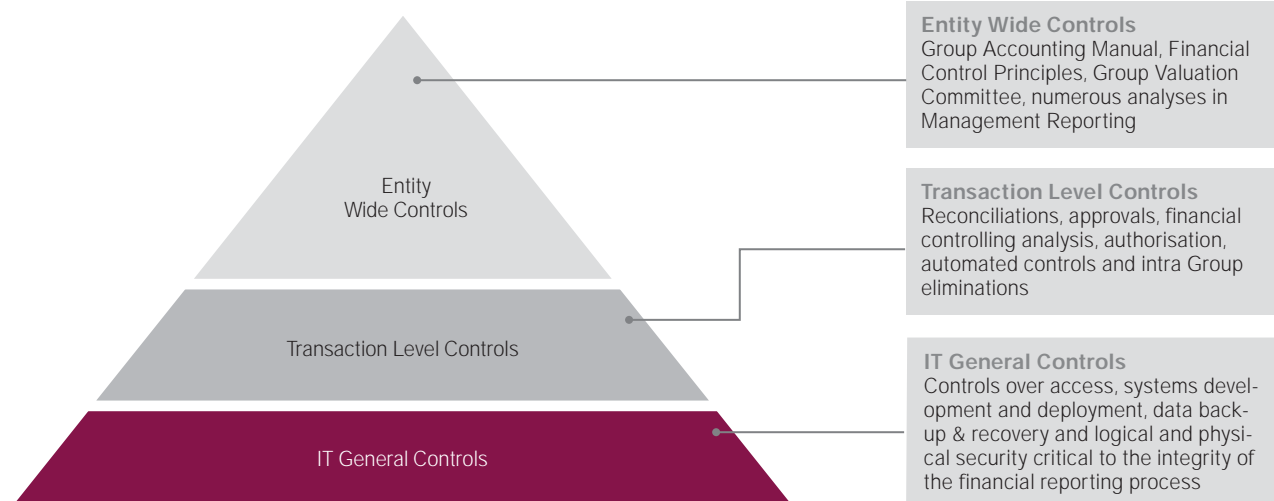 Entity
Wide Controls
Transaction Level Controls
IT General Controls
Entity Wide Controls
Group Accounting Manual, Financial
Control Principles, Group Valuation
Committee, numerous analyses in
Management Reporting
Transaction Level Controls
Reconciliations, approvals, financial
controlling analysis, authorisation,
automated controls and intra Group
eliminations
IT General Controls
Controls over access, systems devel-
opment and deployment, data back-
up & recovery and logical and physi-
cal security critical to the integrity of
the financial reporting process